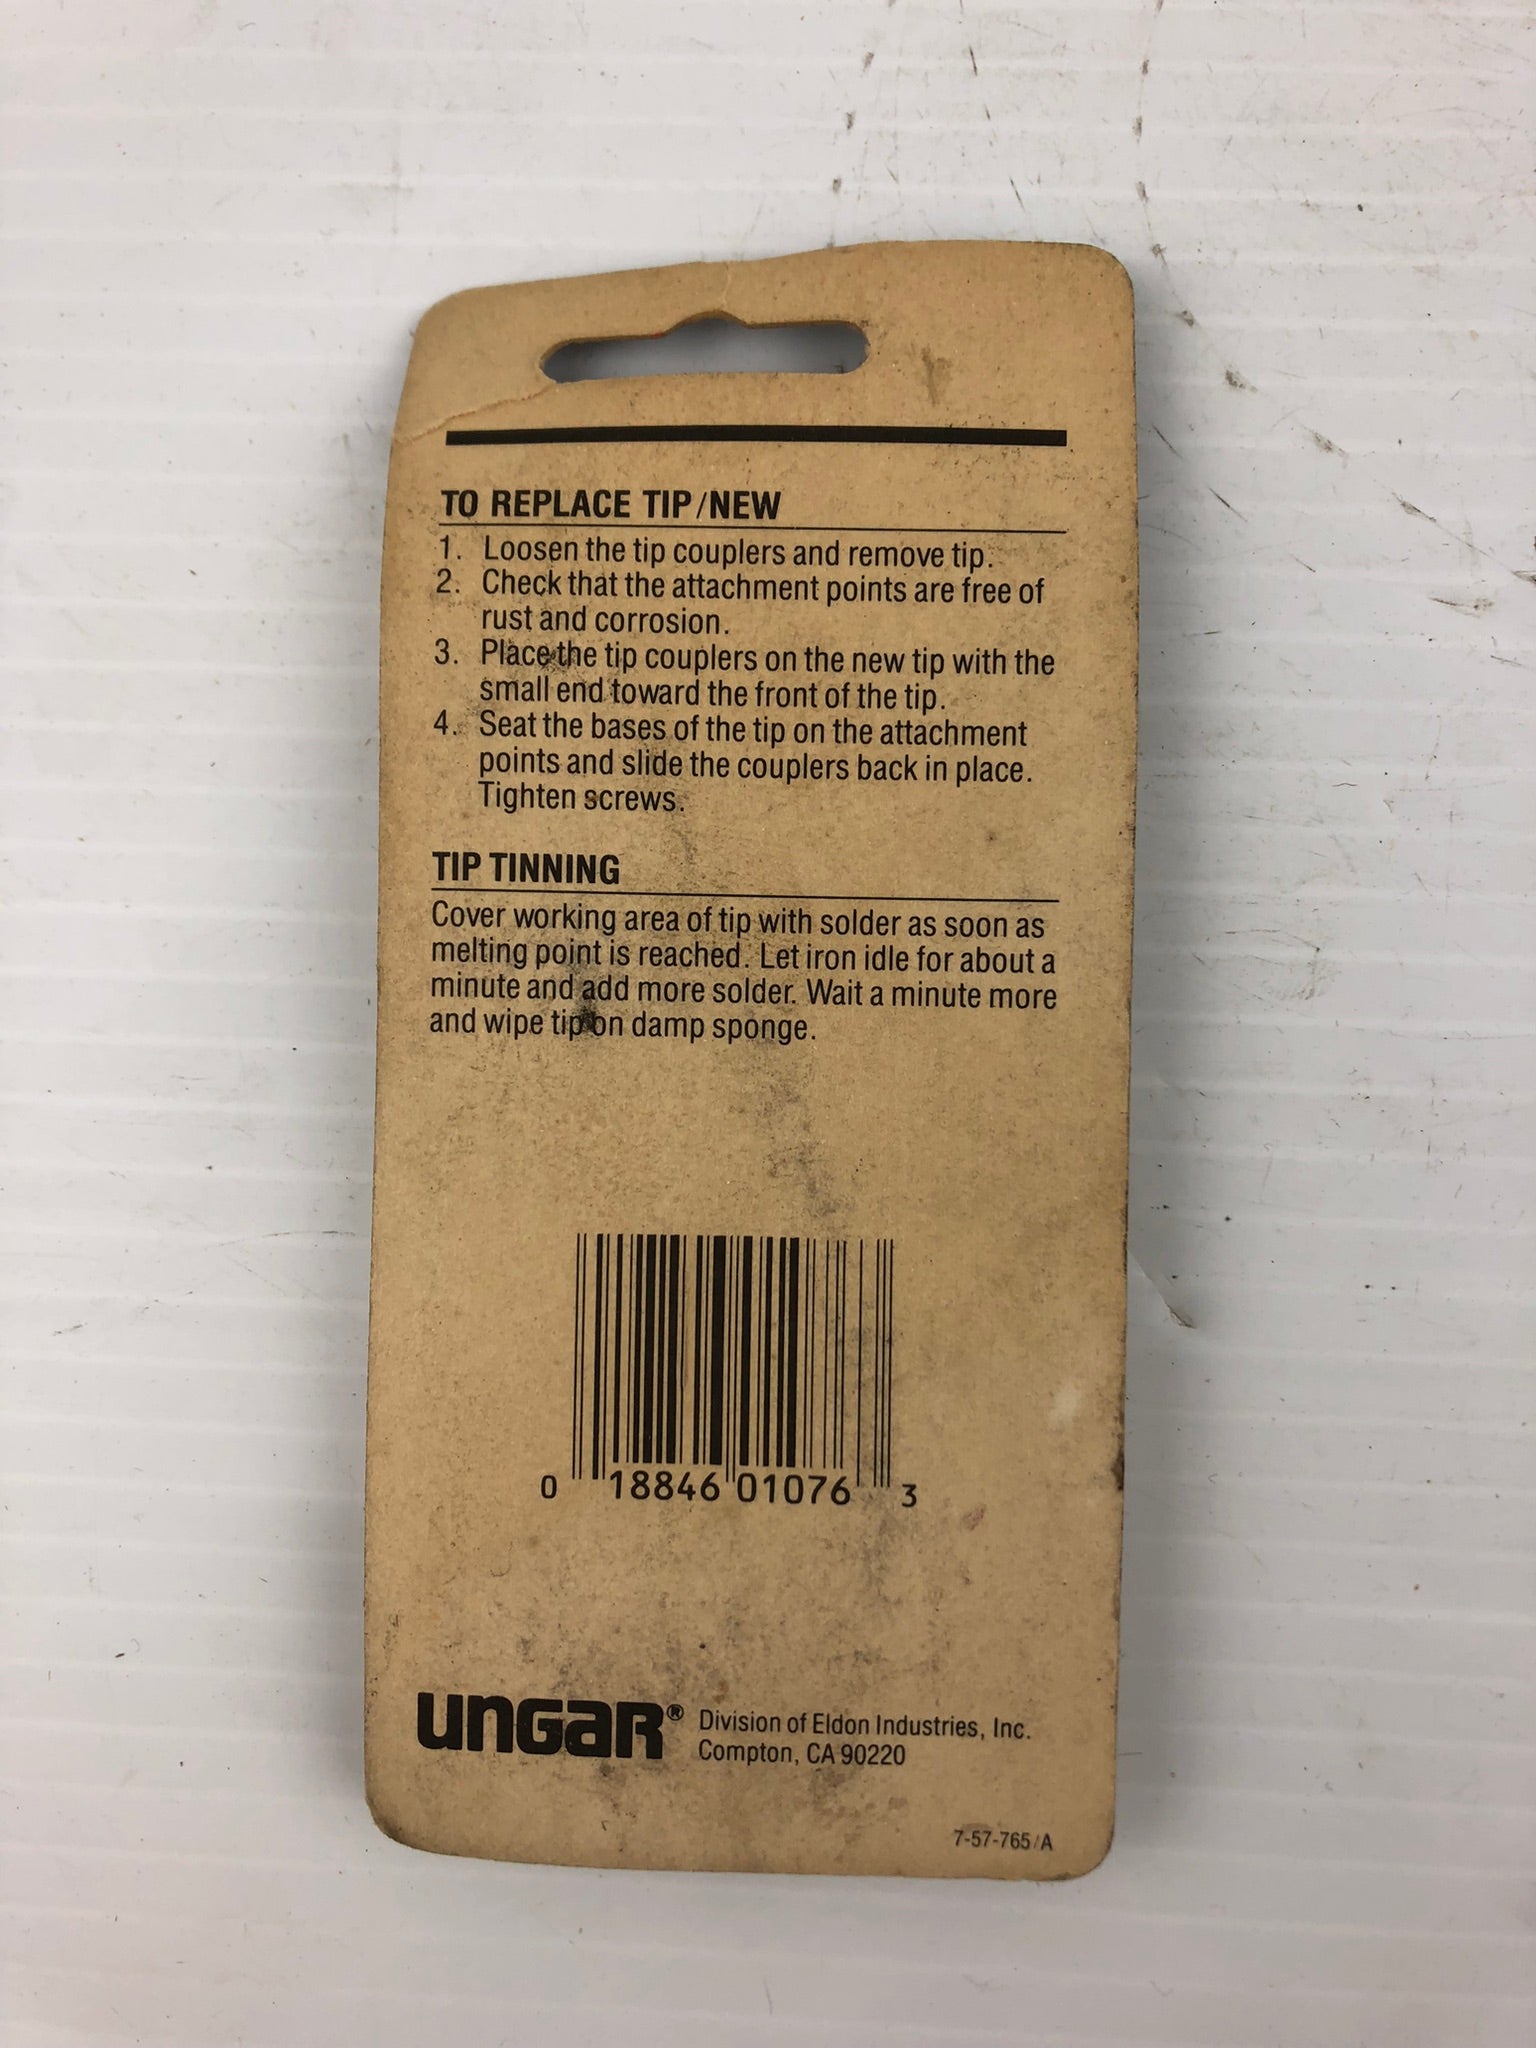 TO REPLACE TIP/NEW
1. Loosen the tip couplers and remove tip.
2. Check that the attachment points are free of
rust and corrosion.
3. Place the tip couplers on the new tip with the
small end toward the front of the tip.
4. Seat the bases of the tip on the attachment
points and slide the couplers back in place.
Tighten screws.
TIP TINNING
Cover working area of tip with solder as soon as
melting point is reached. Let iron idle for about a
minute and add more solder. Wait a minute more
and wipe tip on damp sponge.
0 18846 01076 3
UNGAR® Division of Eldon Industries, Inc.
Compton, CA 90220
7-57-765/A